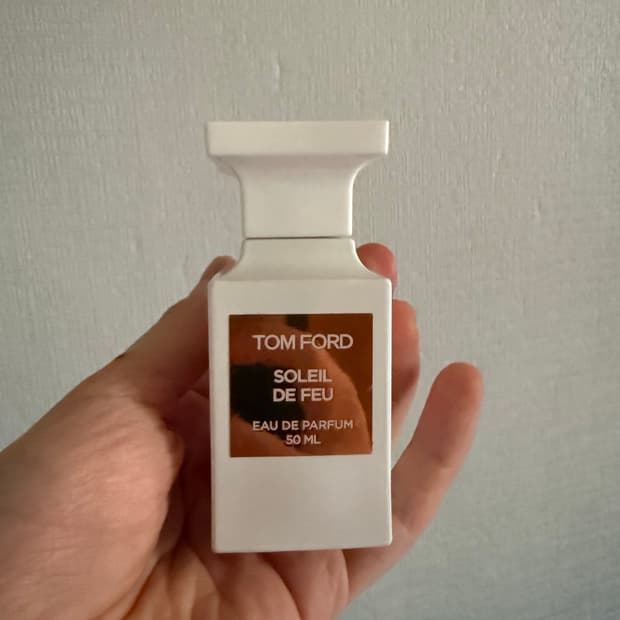 TOM FORD
SOLEIL
DE FEU
EAU DE PARFUM
50 ML